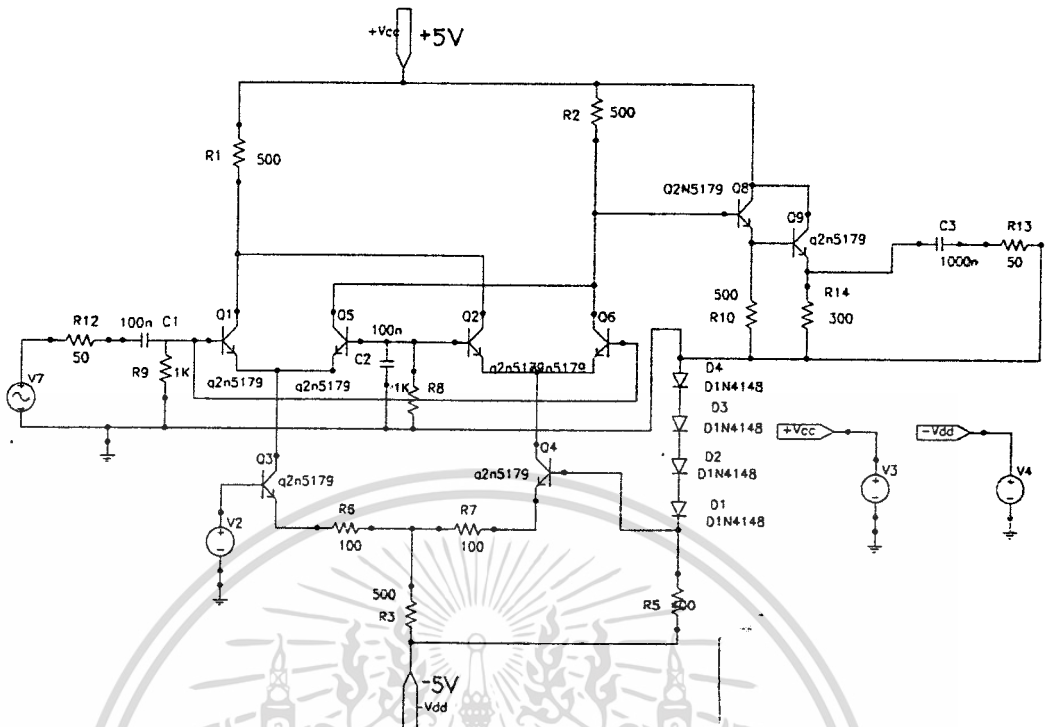 +Vcc +5V
R1 500
R2 500
Q2N5179 Q8
Q9
q2n5179
C3
1000n
R13
50
500
R10
R14
300
R12
50
100n C1
Q1
q2n5179
R9 1K
V7
Q5
q2n5179
100n
C2
1K R8
Q2
Q6
D4
D1N4148
D3
D1N4148
D2
D1N4148
D1
D1N4148
+Vcc
V3
-Vdd
V4
Q3
q2n5179
Q4
q2n5179
V2
R6
100
R7
100
500
R3
R5
-5V
-Vdd